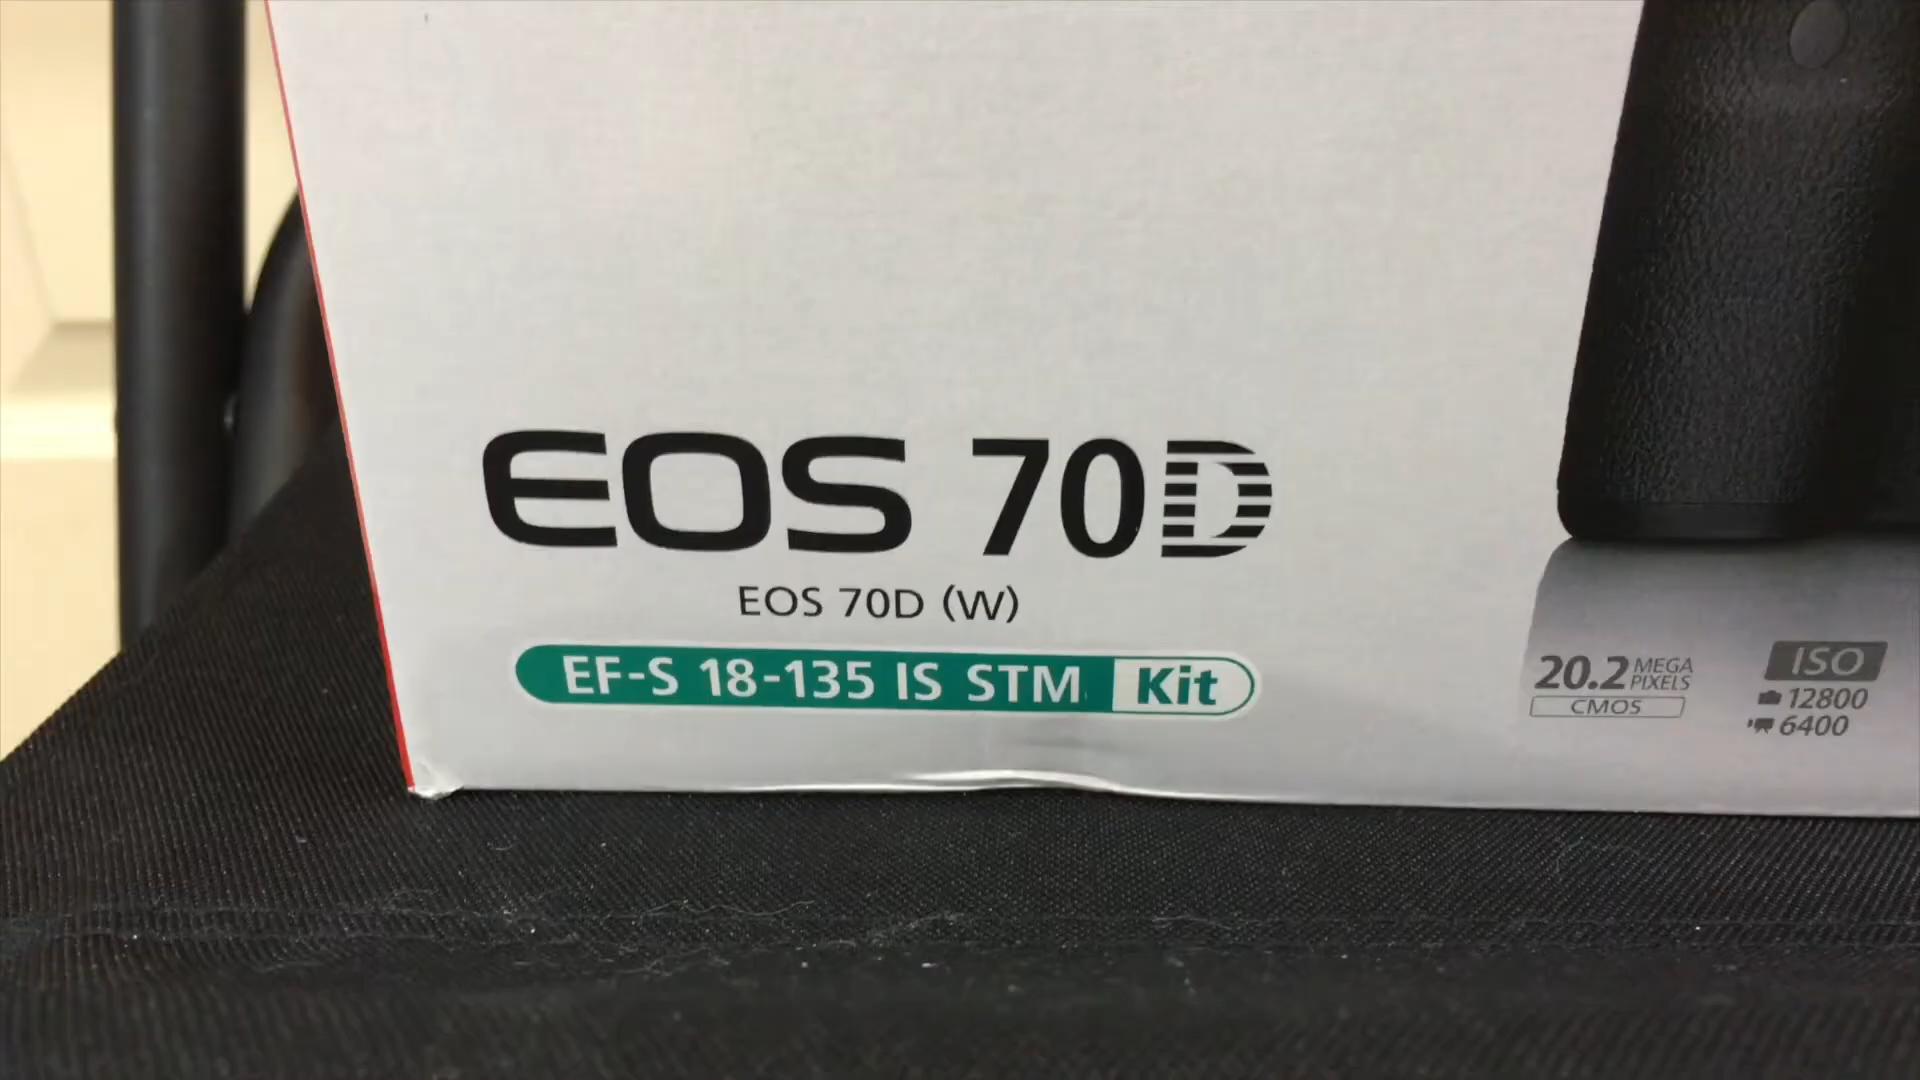 EOS 70D
EOS 70D (W)
EF-S 18-135 IS STM Kit
20.2 MEGA PIXELS
CMOS
ISO
12800
6400